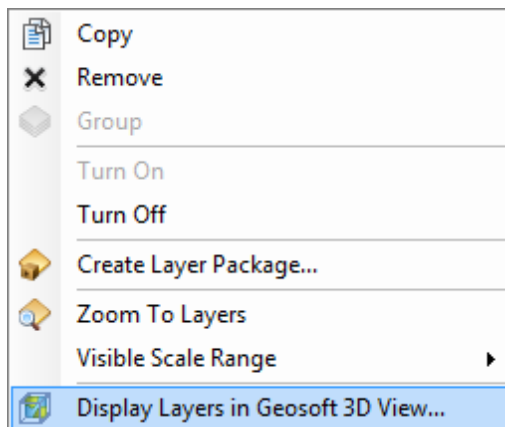 Copy
Remove
Group
Turn On
Turn Off
Create Layer Package...
Zoom To Layers
Visible Scale Range
Display Layers in Geosoft 3D View...